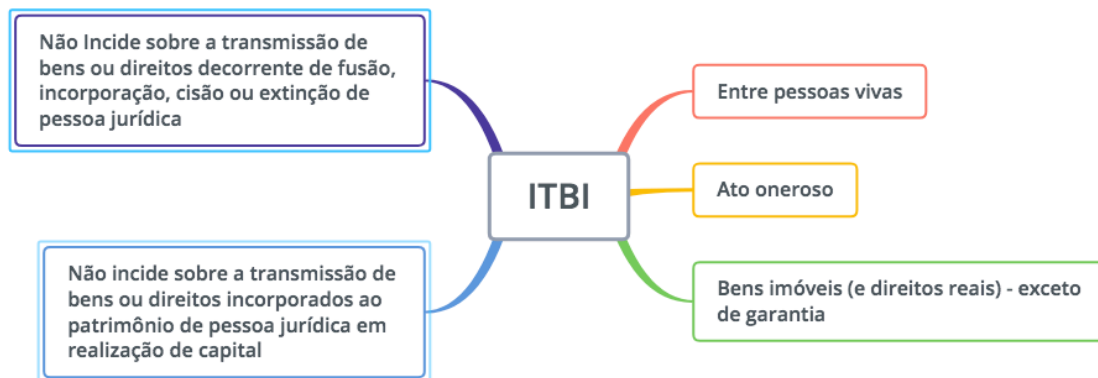 Não Incide sobre a transmissão de
bens ou direitos decorrente de fusão,
incorporação, cisão ou extinção de
pessoa jurídica
Não incide sobre a transmissão de
bens ou direitos incorporados ao
patrimônio de pessoa jurídica em
realização de capital
ITBI
Entre pessoas vivas
Ato oneroso
Bens imóveis (e direitos reais) - exceto
de garantia